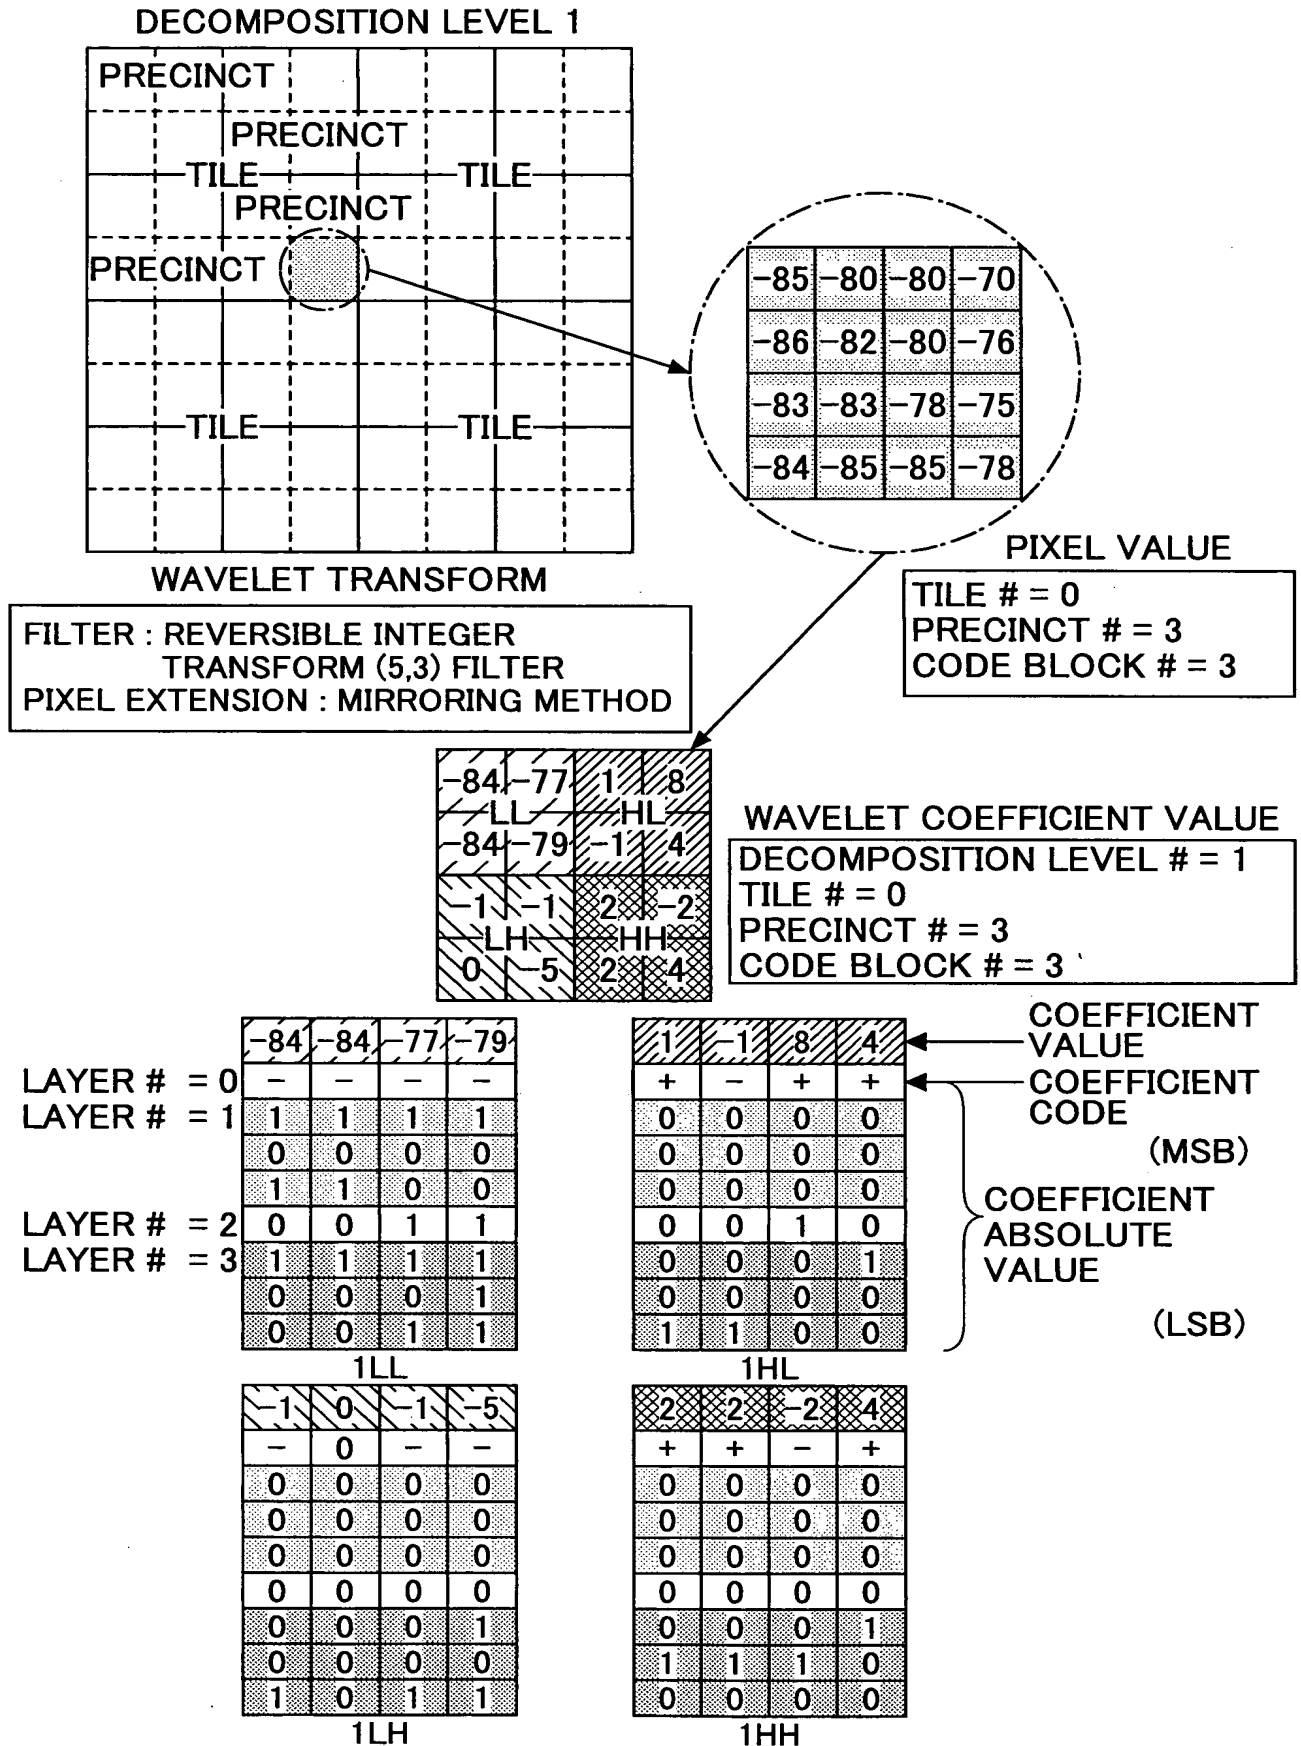 DECOMPOSITION LEVEL 1
PRECINCT
PRECINCT
TILE TILE
PRECINCT
PRECINCT
TILE TILE
-85 -80 -80 -70
-86 -82 -80 -76
-83 -83 -78 -75
-84 -85 -85 -78
PIXEL VALUE
TILE # = 0
PRECINCT # = 3
CODE BLOCK # = 3
WAVELET TRANSFORM
FILTER : REVERSIBLE INTEGER
TRANSFORM (5,3) FILTER
PIXEL EXTENSION : MIRRORING METHOD
-84 -77 1 8
LL HL
-84 -79 -1 4
-1 -1 2 -2
LH HH
0 -5 2 4
WAVELET COEFFICIENT VALUE
DECOMPOSITION LEVEL # = 1
TILE # = 0
PRECINCT # = 3
CODE BLOCK # = 3
-84 -84 -77 -79
LAYER # = 0 - - - -
LAYER # = 1 1 1 1 1
0 0 0 0
1 1 0 0
LAYER # = 2 0 0 1 1
LAYER # = 3 1 1 1 1
0 0 0 1
0 0 1 1
1LL
1 -1 8 4
+ - + +
0 0 0 0
0 0 0 0
0 0 0 0
0 0 1 0
0 0 0 1
0 0 0 0
1 1 0 0
1HL
COEFFICIENT
VALUE
COEFFICIENT
CODE
(MSB)
COEFFICIENT
ABSOLUTE
VALUE
(LSB)
-1 0 -1 -5
- 0 - -
0 0 0 0
0 0 0 0
0 0 0 0
0 0 0 0
0 0 0 1
0 0 0 0
1 0 1 1
1LH
2 2 -2 4
+ + - +
0 0 0 0
0 0 0 0
0 0 0 0
0 0 0 0
0 0 0 1
1 1 1 0
0 0 0 0
1HH